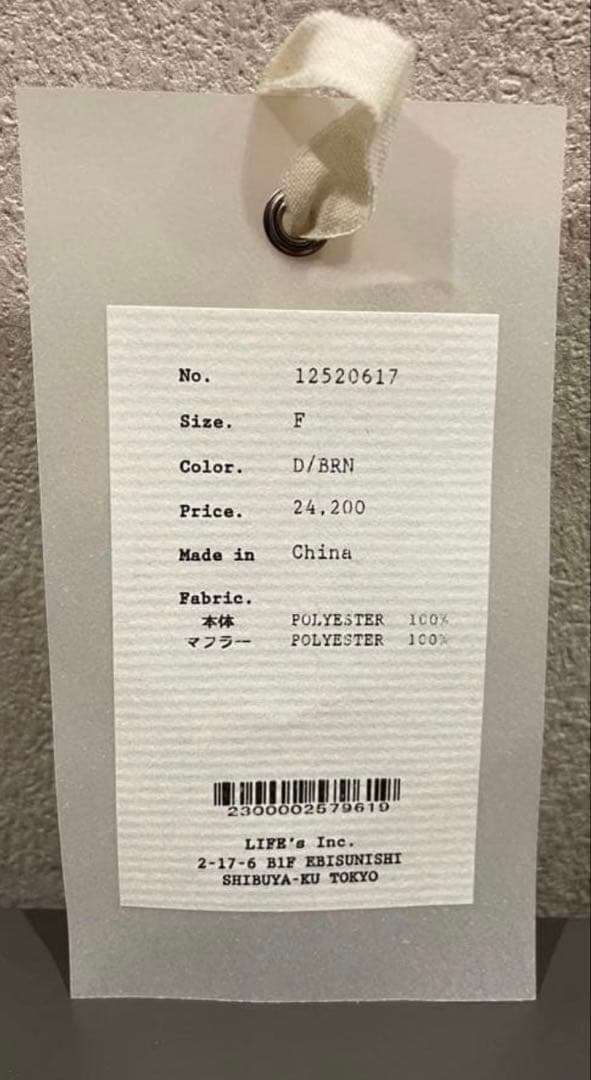 No. 12520617
Size. F
Color. D/BRN
Price. 24,200
Made in China
Fabric.
本体 POLYESTER 100%
マフラー POLYESTER 100%
2300002579619
LIFE's Inc.
2-17-6 B1F EBISUNISHI
SHIBUYA-KU TOKYO